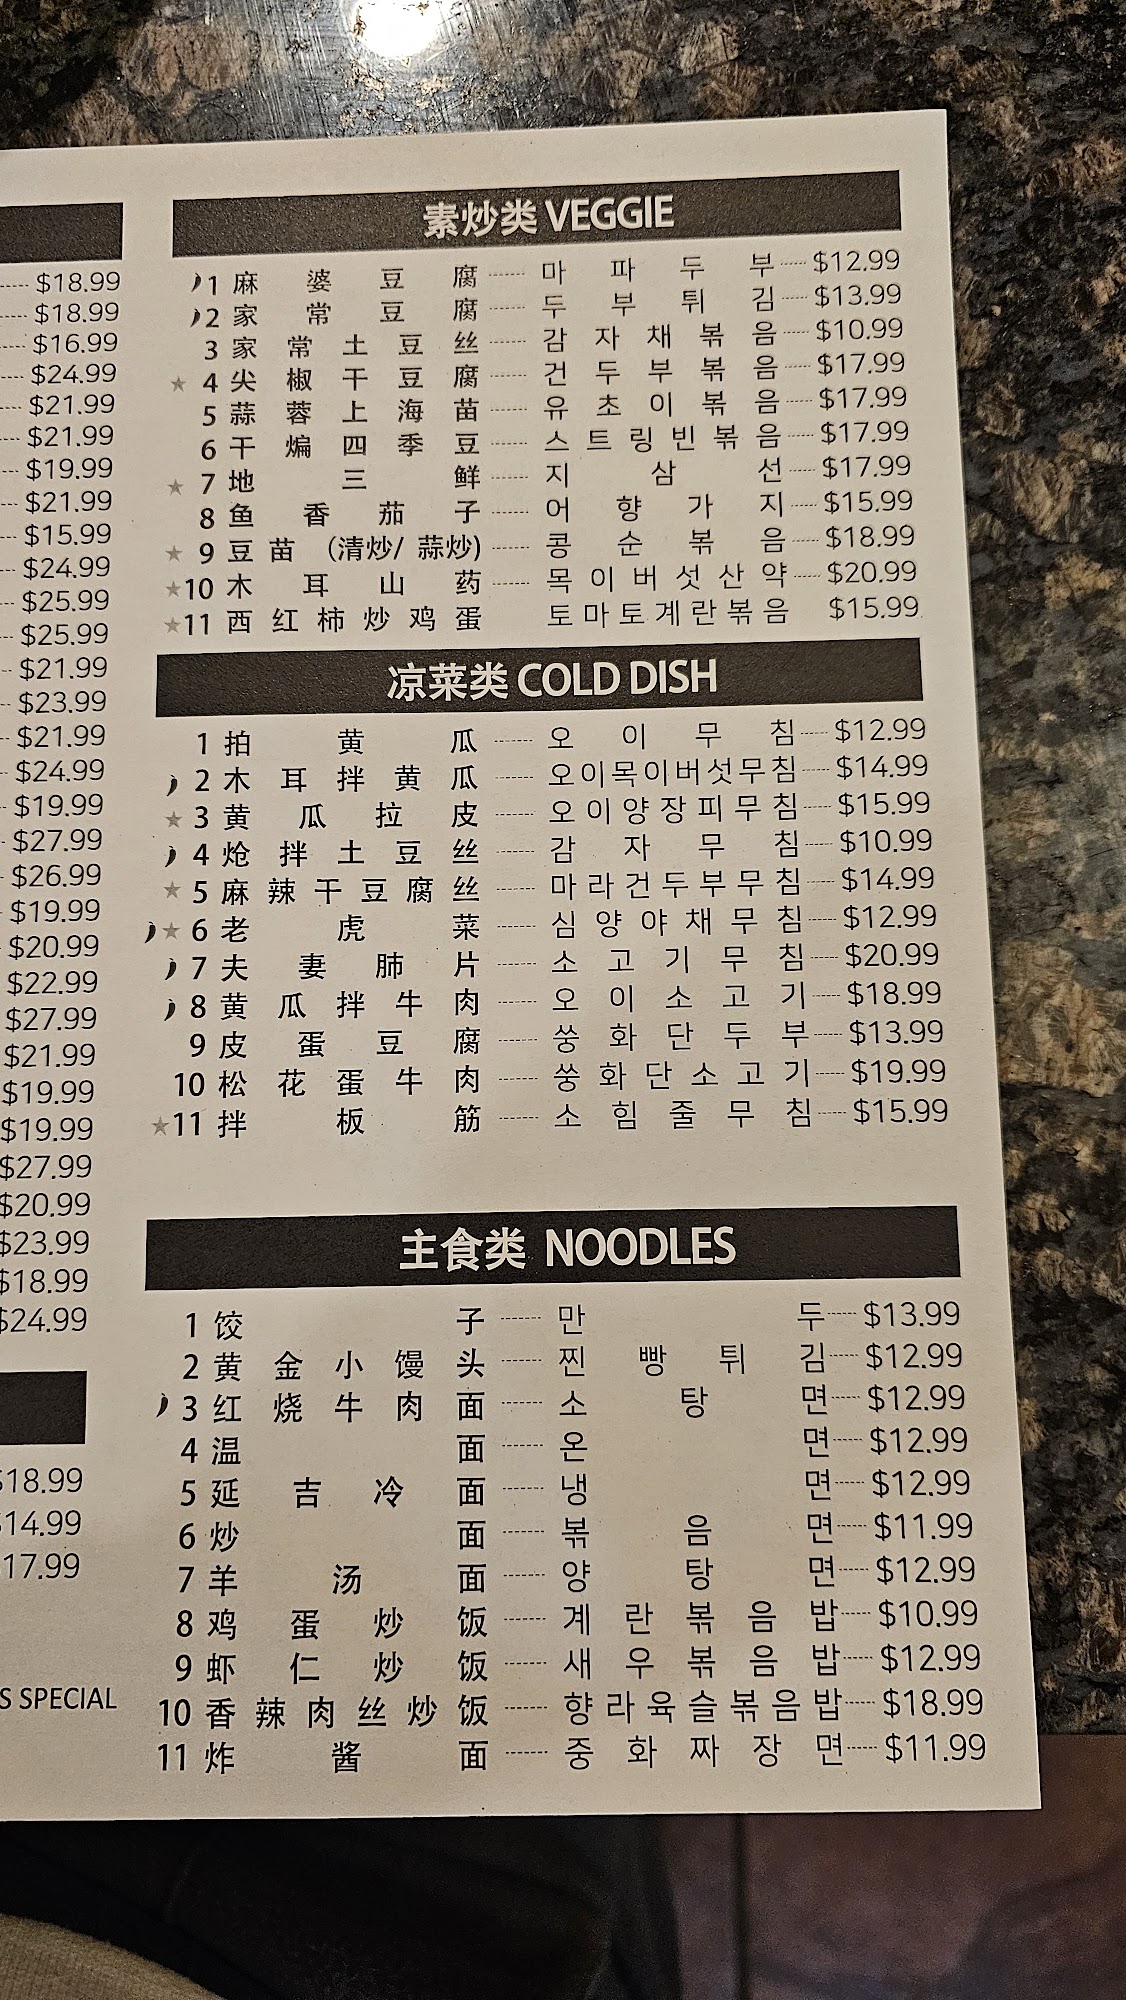 $18.99
$18.99
$16.99
$24.99
$21.99
$21.99
$19.99
$21.99
$15.99
$24.99
$25.99
$25.99
$21.99
$23.99
$21.99
$24.99
$19.99
$27.99
$26.99
$19.99
$20.99
$22.99
$27.99
$21.99
$19.99
$19.99
$27.99
$20.99
$23.99
$18.99
$24.99
$18.99
14.99
17.99
S SPECIAL
素炒类 VEGGIE
1 麻婆豆腐 마파두부 $12.99
2 家常豆腐 두부튀김 $13.99
3 家常土豆丝 감자채볶음 $10.99
★ 4 尖椒干豆腐 건두부볶음 $17.99
5 蒜蓉上海苗 유초이볶음 $17.99
6 干煸四季豆 스트링빈볶음 $17.99
★ 7 地三鲜 지삼선 $17.99
8 鱼香茄子 어향가지 $15.99
★ 9 豆苗 (清炒/ 蒜炒) 콩순볶음 $18.99
★10 木耳山药 목이버섯산약 $20.99
★11 西红柿炒鸡蛋 토마토계란볶음 $15.99
凉菜类 COLD DISH
1 拍黄瓜 오이무침 $12.99
2 木耳拌黄瓜 오이목이버섯무침 $14.99
★ 3 黄瓜拉皮 오이양장피무침 $15.99
4 炝拌土豆丝 감자무침 $10.99
★ 5 麻辣干豆腐丝 마라건두부무침 $14.99
★ 6 老虎菜 심양야채무침 $12.99
7 夫妻肺片 소고기무침 $20.99
8 黄瓜拌牛肉 오이소고기 $18.99
9 皮蛋豆腐 쑹화단두부 $13.99
10 松花蛋牛肉 쑹화단소고기 $19.99
★11 拌板筋 소힘줄무침 $15.99
主食类 NOODLES
1 饺子 만두 $13.99
2 黄金小馒头 찐빵튀김 $12.99
3 红烧牛肉面 소탕면 $12.99
4 温面 온면 $12.99
5 延吉冷面 냉면 $12.99
6 炒面 볶음면 $11.99
7 羊汤面 양탕면 $12.99
8 鸡蛋炒饭 계란볶음밥 $10.99
9 虾仁炒饭 새우볶음밥 $12.99
10 香辣肉丝炒饭 향라육슬볶음밥 $18.99
11 炸酱面 중화짜장면 $11.99